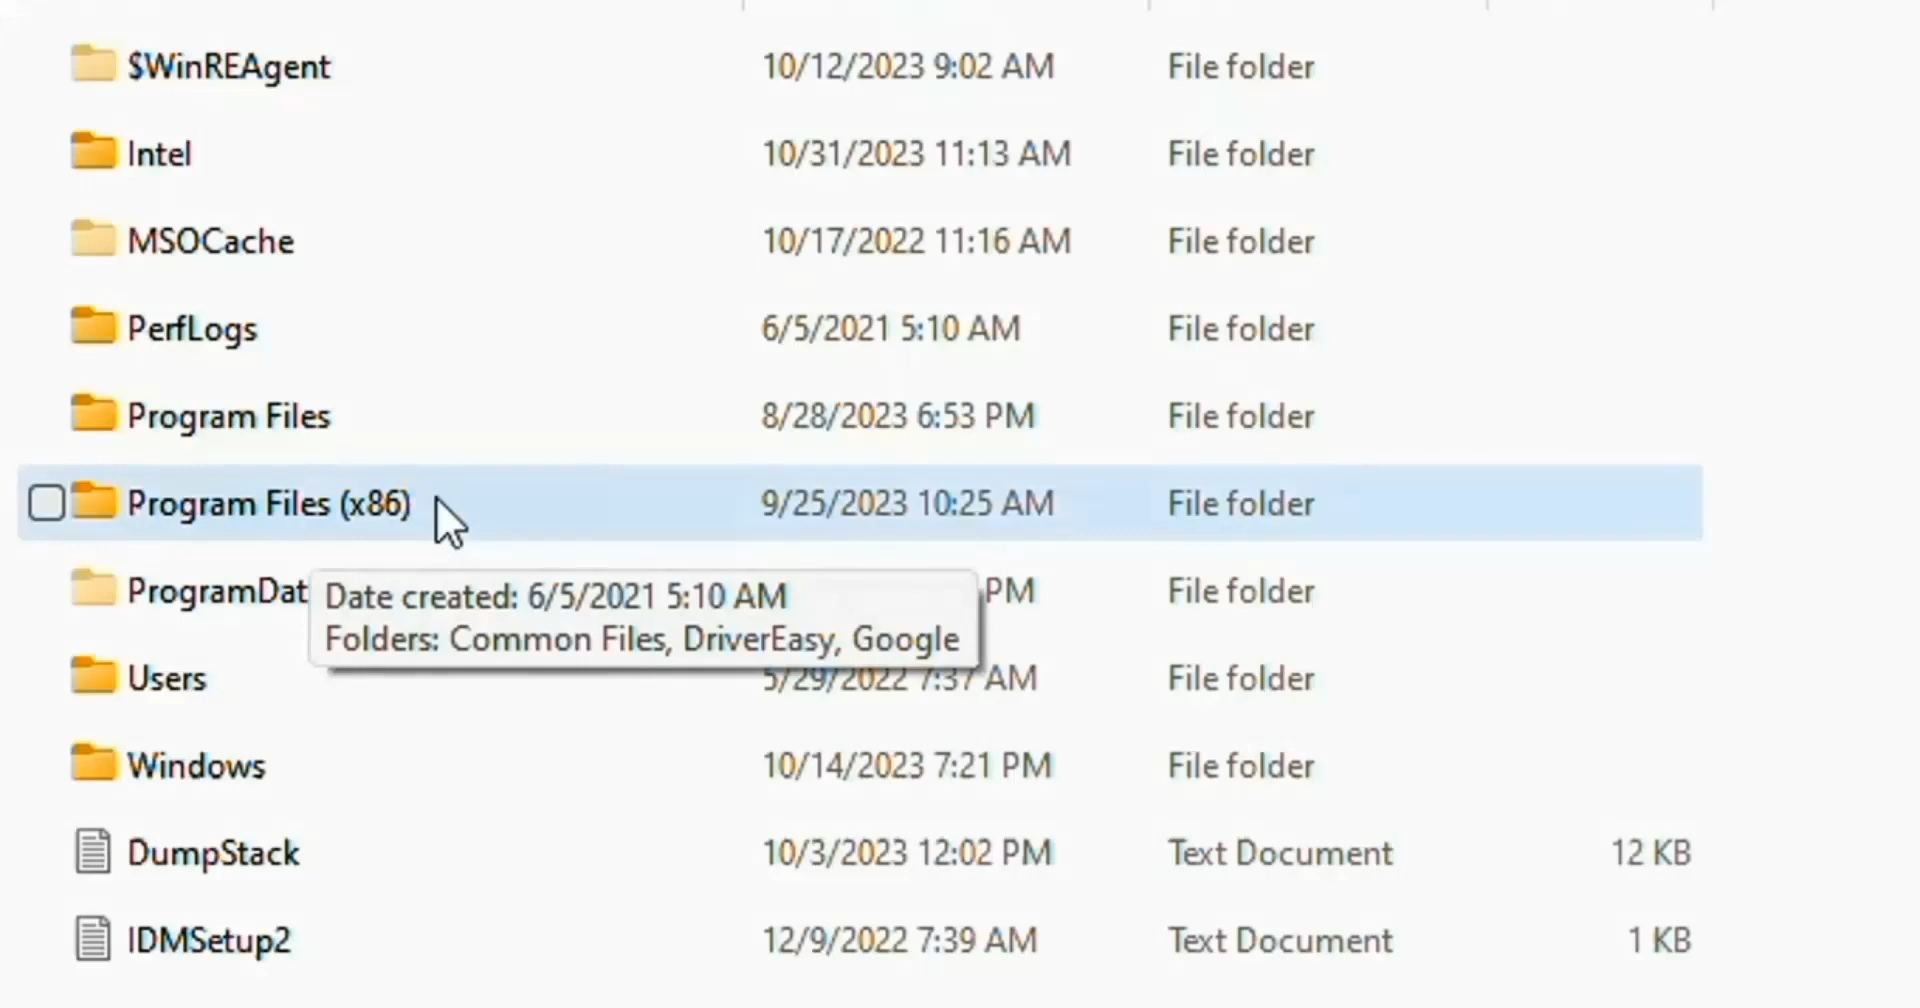 $WinREAgent 10/12/2023 9:02 AM File folder
Intel 10/31/2023 11:13 AM File folder
MSOCache 10/17/2022 11:16 AM File folder
PerfLogs 6/5/2021 5:10 AM File folder
Program Files 8/28/2023 6:53 PM File folder
Program Files (x86) 9/25/2023 10:25 AM File folder
ProgramDat PM File folder
Date created: 6/5/2021 5:10 AM
Folders: Common Files, DriverEasy, Google
Users 5/29/2022 7:37 AM File folder
Windows 10/14/2023 7:21 PM File folder
DumpStack 10/3/2023 12:02 PM Text Document 12 KB
IDMSetup2 12/9/2022 7:39 AM Text Document 1 KB